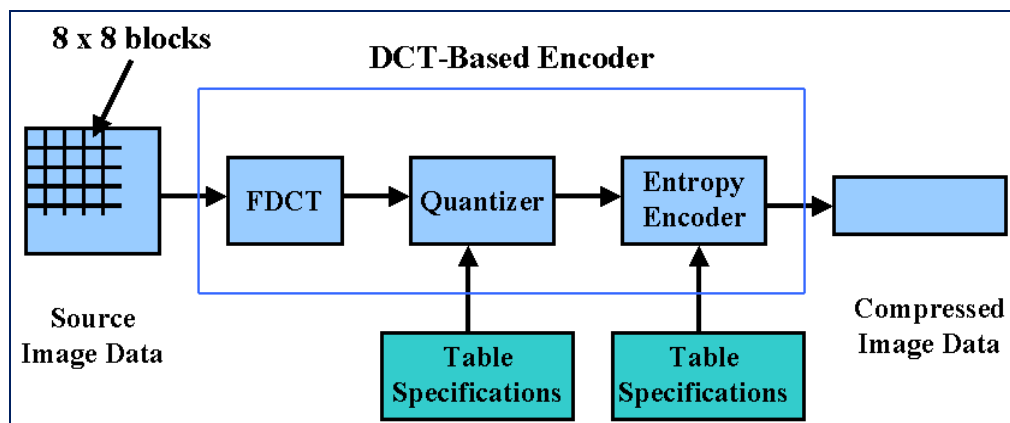 8 x 8 blocks
DCT-Based Encoder
FDCT
Quantizer
Entropy
Encoder
Source
Image Data
Table
Specifications
Table
Specifications
Compressed
Image Data